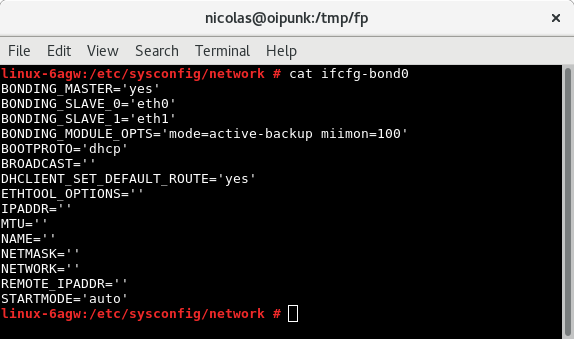 nicolas@oipunk:/tmp/fp
File Edit View Search Terminal Help
linux-6agw:/etc/sysconfig/network # cat ifcfg-bond0
BONDING_MASTER='yes'
BONDING_SLAVE_0='eth0'
BONDING_SLAVE_1='eth1'
BONDING_MODULE_OPTS='mode=active-backup miimon=100'
BOOTPROTO='dhcp'
BROADCAST=''
DHCLIENT_SET_DEFAULT_ROUTE='yes'
ETHTOOL_OPTIONS=''
IPADDR=''
MTU=''
NAME=''
NETMASK=''
NETWORK=''
REMOTE_IPADDR=''
STARTMODE='auto'
linux-6agw:/etc/sysconfig/network #